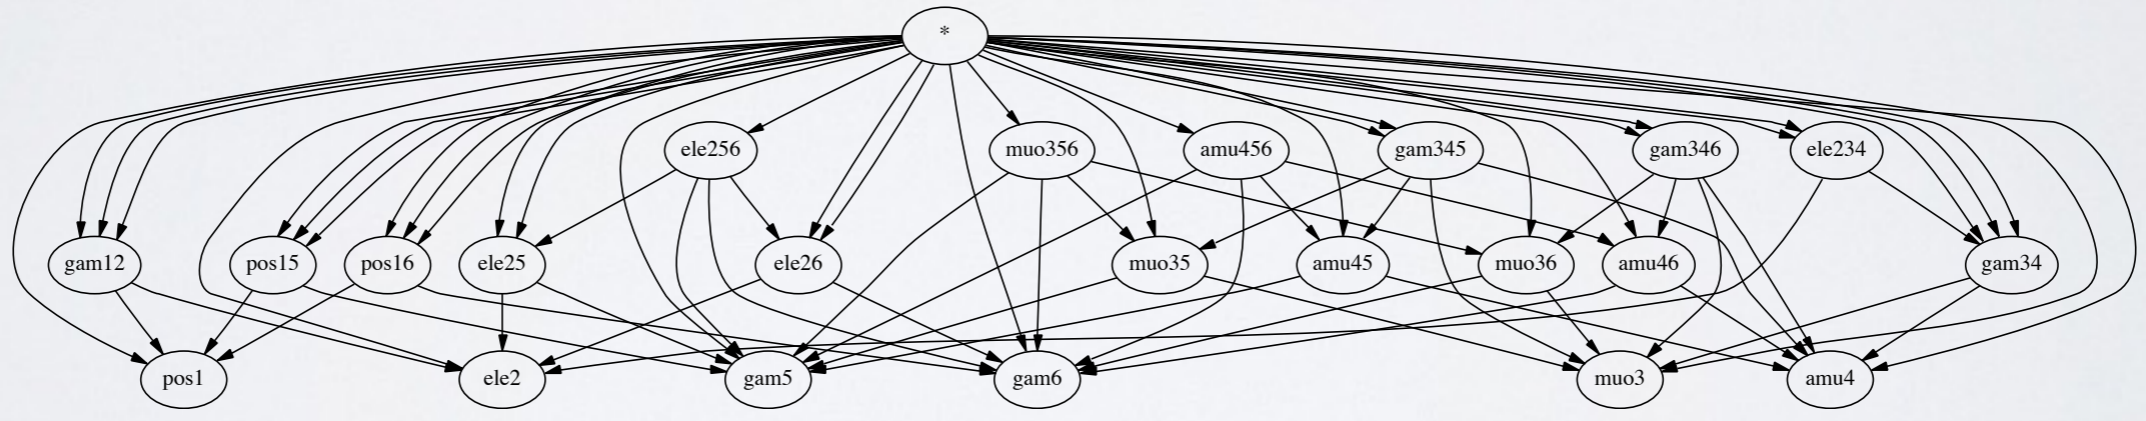 *
ele256 muo356 amu456 gam345 gam346 ele234
gam12 pos15 pos16 ele25 ele26 muo35 amu45 muo36 amu46 gam34
pos1 ele2 gam5 gam6 muo3 amu4